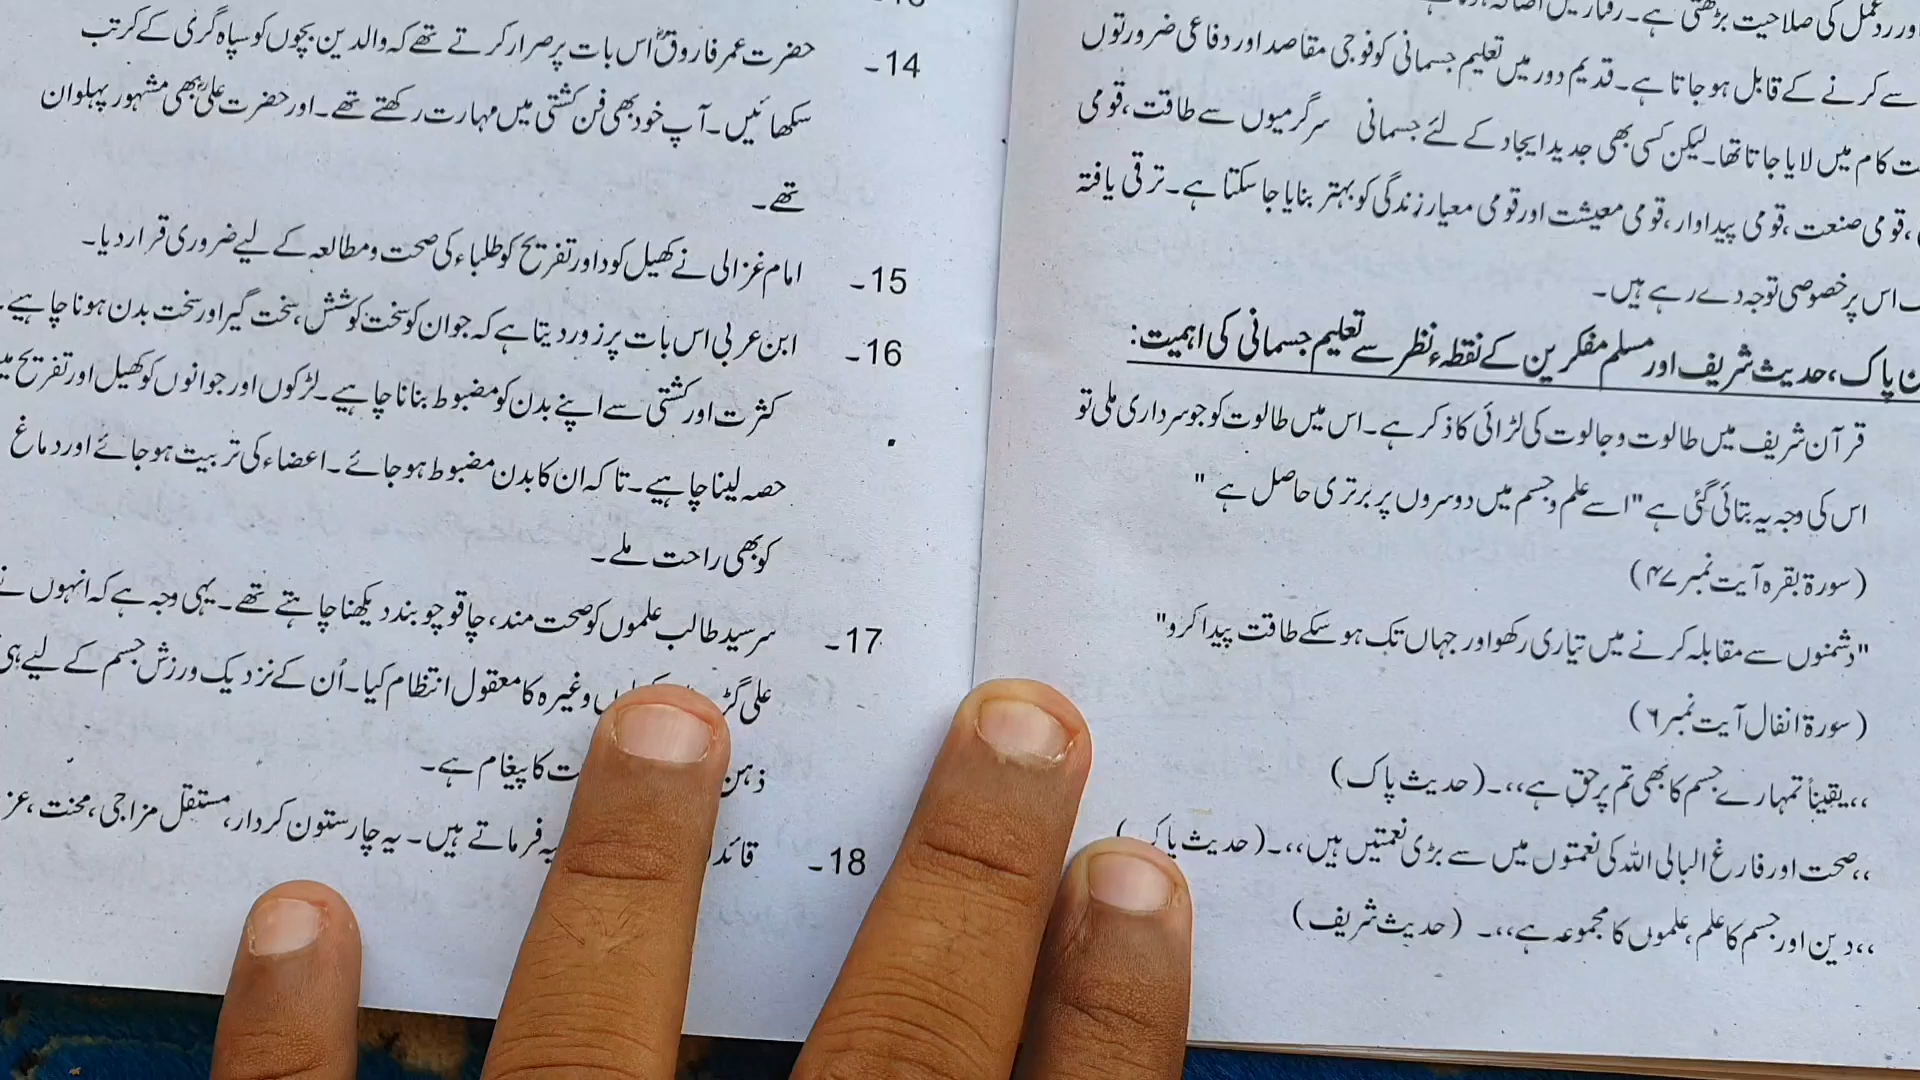 اور ردعمل کی صلاحیت بڑھتی ہے۔ رفتار میں
سے کرنے کے قابل ہو جاتا ہے۔ قدیم دور میں تعلیم جسمانی کو فوجی مقاصد اور دفاعی ضرورتوں
کام میں لایا جاتا تھا۔ لیکن کسی بھی جدید ایجاد کے لئے جسمانی سرگرمیوں سے طاقت، قومی
، قومی صنعت، قومی پیداوار، قومی معیشت اور قومی معیار زندگی کو بہتر بنایا جا سکتا ہے۔ ترقی یافتہ
اس پر خصوصی توجہ دے رہے ہیں۔
پاک، حدیث شریف اور مسلم مفکرین کے نقطہء نظر سے تعلیم جسمانی کی اہمیت:
قرآن شریف میں طالوت و جالوت کی لڑائی کا ذکر ہے۔ اس میں طالوت کو جو سرداری ملی تو
اس کی وجہ یہ بتائی گئی ہے "اسے علم و جسم میں دوسروں پر برتری حاصل ہے "
(سورۃ بقرہ آیت نمبر ۴۷)
"دشمنوں سے مقابلہ کرنے میں تیاری رکھو اور جہاں تک ہو سکے طاقت پیدا کرو"
(سورۃ انفال آیت نمبر ۶)
،،یقیناً تمہارے جسم کا بھی تم پر حق ہے،،۔ (حدیث پاک)
،،صحت اور فارغ البالی اللہ کی نعمتوں میں سے بڑی نعمتیں ہیں،،۔ (حدیث پاک)
،،دین اور جسم کا علم، علموں کا مجموعہ ہے،،۔ (حدیث شریف)
14۔ حضرت عمر فاروقؓ اس بات پر صرار کرتے تھے کہ والدین بچوں کو سپاہ گری کے کرتب
سکھائیں۔ آپ خود بھی فن کشتی میں مہارت رکھتے تھے۔ اور حضرت علیؓ بھی مشہور پہلوان
تھے۔
15۔ امام غزالی نے کھیل کود اور تفریح کو طلباء کی صحت و مطالعہ کے لیے ضروری قرار دیا۔
16۔ ابن عربی اس بات پر زور دیتا ہے کہ جوان کو سخت کوشش، سخت گیر اور سخت بدن ہونا چاہیے۔
کثرت اور کشتی سے اپنے بدن کو مضبوط بنانا چاہیے۔ لڑکوں اور جوانوں کو کھیل اور تفریح میں
حصہ لینا چاہیے۔ تا کہ ان کا بدن مضبوط ہو جائے۔ اعضاء کی تربیت ہو جائے اور دماغ
کو بھی راحت ملے۔
17۔ سرسید طالب علموں کو صحت مند، چاق و چوبند دیکھنا چاہتے تھے۔ یہی وجہ ہے کہ انہوں نے
علی گڑھ وغیرہ کا معقول انتظام کیا۔ اُن کے نزدیک ورزش جسم کے لیے ہی
ذہن کا پیغام ہے۔
18۔ قائد فرماتے ہیں۔ یہ چار ستون کردار، مستقل مزاجی، محنت،